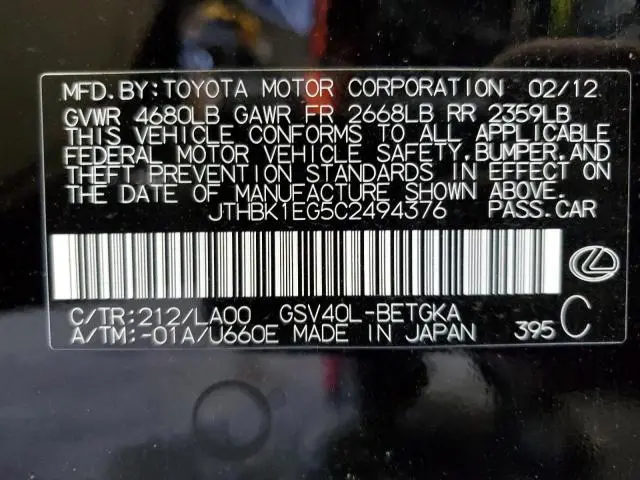 MFD. BY: TOYOTA MOTOR CORPORATION 02/12
GVWR 4680LB GAWR FR 2668LB RR 2359LB
THIS VEHICLE CONFORMS TO ALL APPLICABLE
FEDERAL MOTOR VEHICLE SAFETY, BUMPER, AND
THEFT PREVENTION STANDARDS IN EFFECT ON
THE DATE OF MANUFACTURE SHOWN ABOVE.
JTHBK1EG5C2494376 PASS.CAR
C/TR:212/LA00 GSV40L-BETGKA
A/TM:-01A/U660E MADE IN JAPAN 395 C